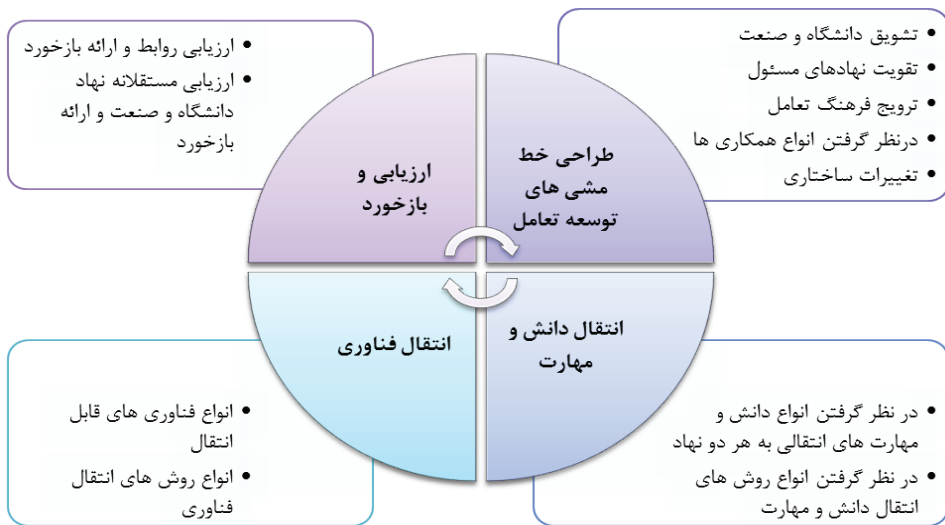 • تشویق دانشگاه و صنعت
• تقویت نهادهای مسئول
• ترویج فرهنگ تعامل
• درنظر گرفتن انواع همکاری ها
• تغییرات ساختاری
طراحی خط
مشی های
توسعه تعامل
• ارزیابی روابط و ارائه بازخورد
• ارزیابی مستقلانه نهاد
دانشگاه و صنعت و ارائه
بازخورد
ارزیابی و
بازخورد
انتقال دانش و
مهارت
• در نظر گرفتن انواع دانش و
مهارت های انتقالی به هر دو نهاد
• در نظر گرفتن انواع روش های
انتقال دانش و مهارت
انتقال فناوری
• انواع فناوری های قابل
انتقال
• انواع روش های انتقال
فناوری